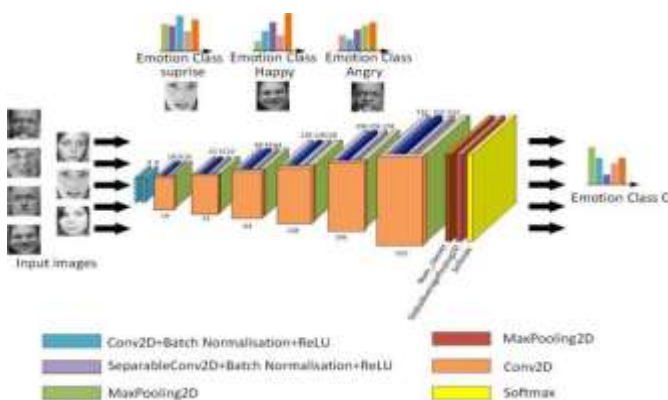 Emotion Class
suprise
Emotion Class
Happy
Emotion Class
Angry
Input images
Emotion Class C
Conv2D+Batch Normalisation+ReLU
SeparableConv2D+Batch Normalisation+ReLU
MaxPooling2D
MaxPooling2D
Conv2D
Softmax